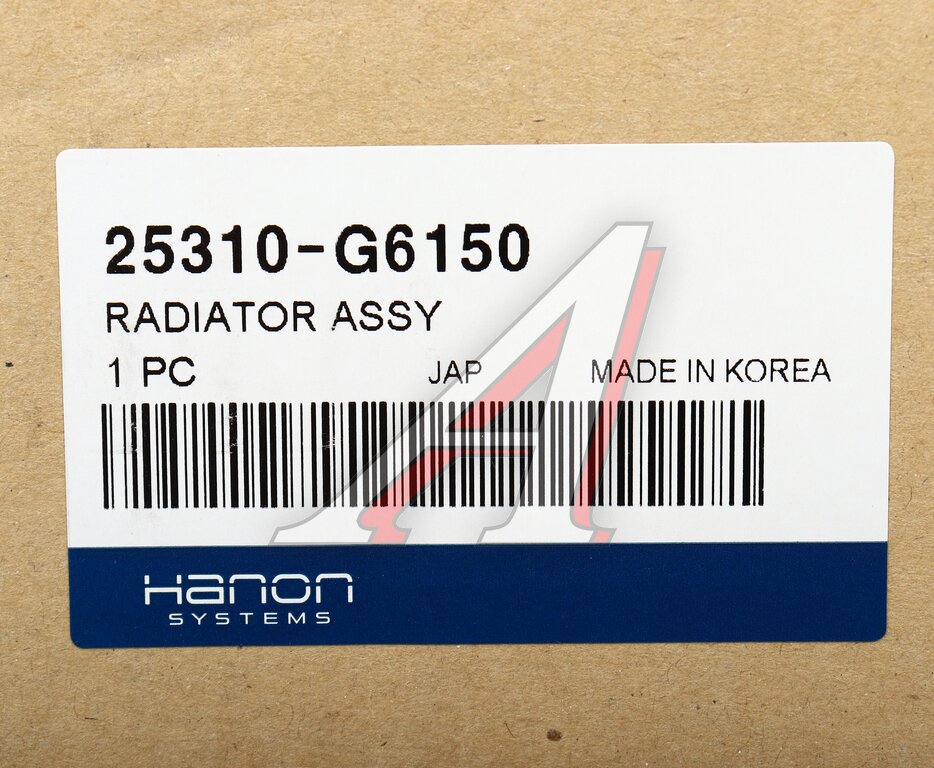 25310-G6150
RADIATOR ASSY
1 PC JAP MADE IN KOREA
Hanon
SYSTEMS